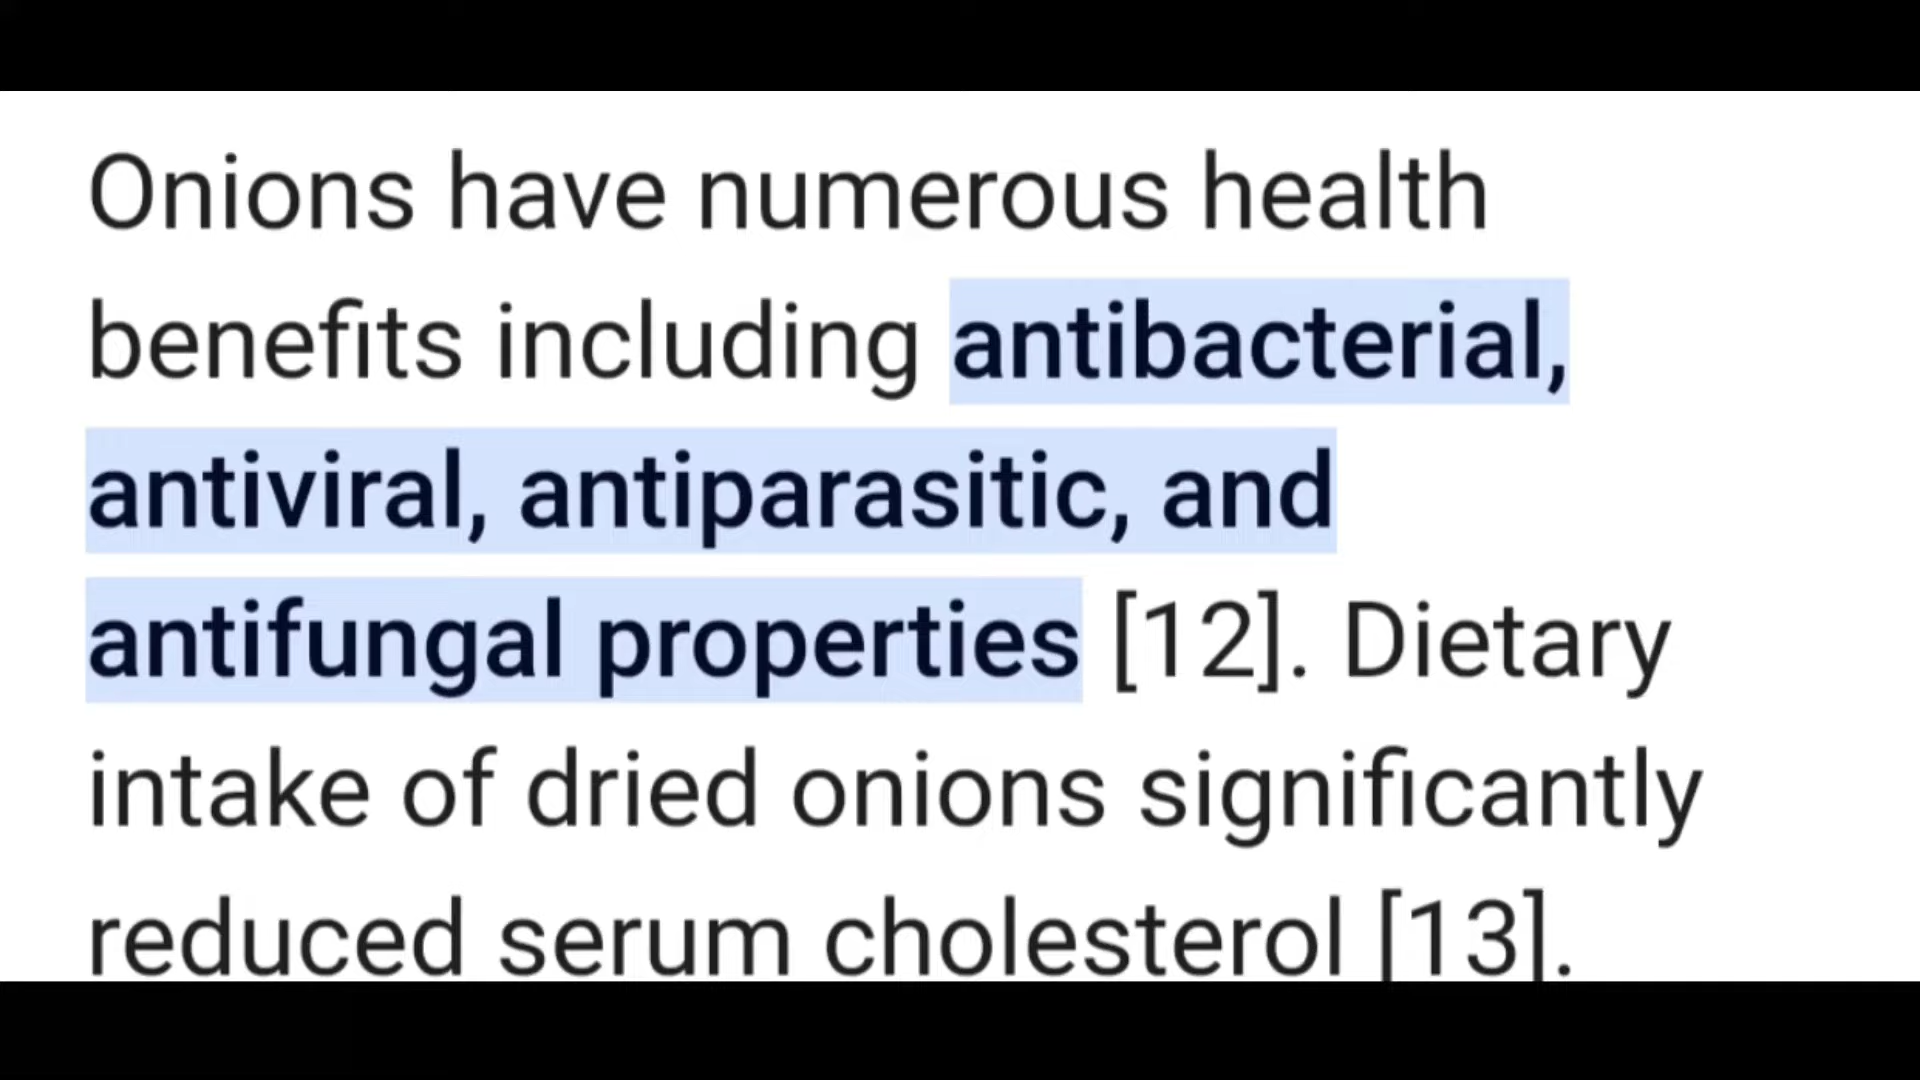 Onions have numerous health
benefits including antibacterial,
antiviral, antiparasitic, and
antifungal properties [12]. Dietary
intake of dried onions significantly
reduced serum cholesterol [13].